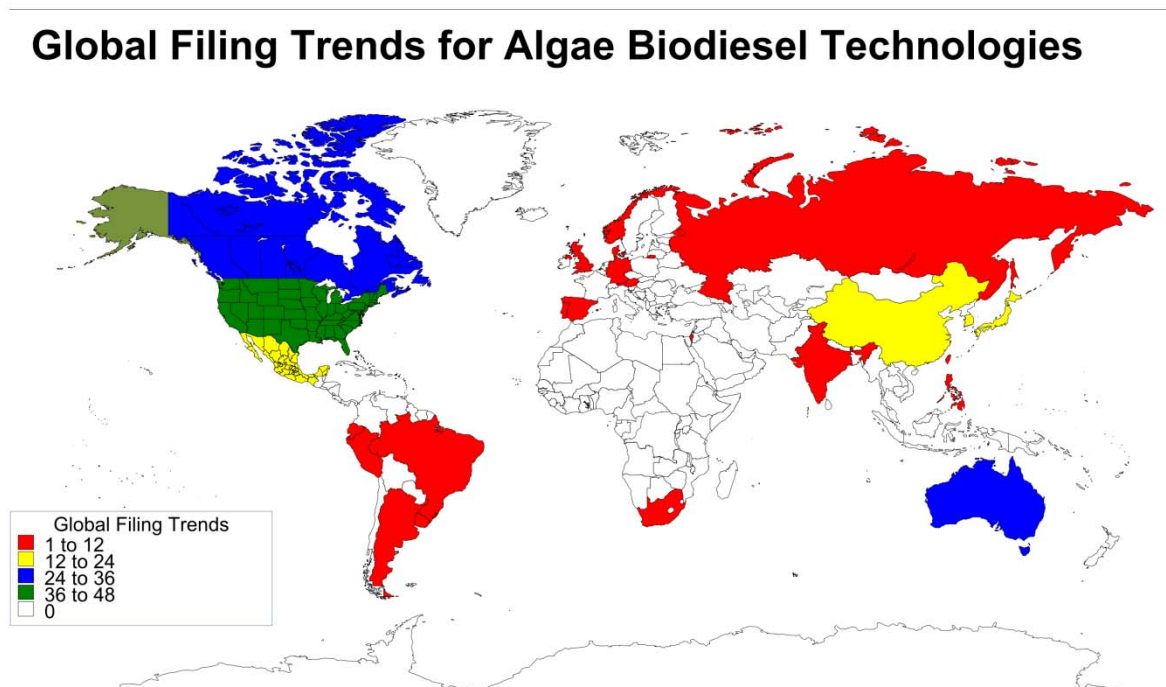 Global Filing Trends for Algae Biodiesel Technologies
Global Filing Trends
1 to 12
12 to 24
24 to 36
36 to 48
0